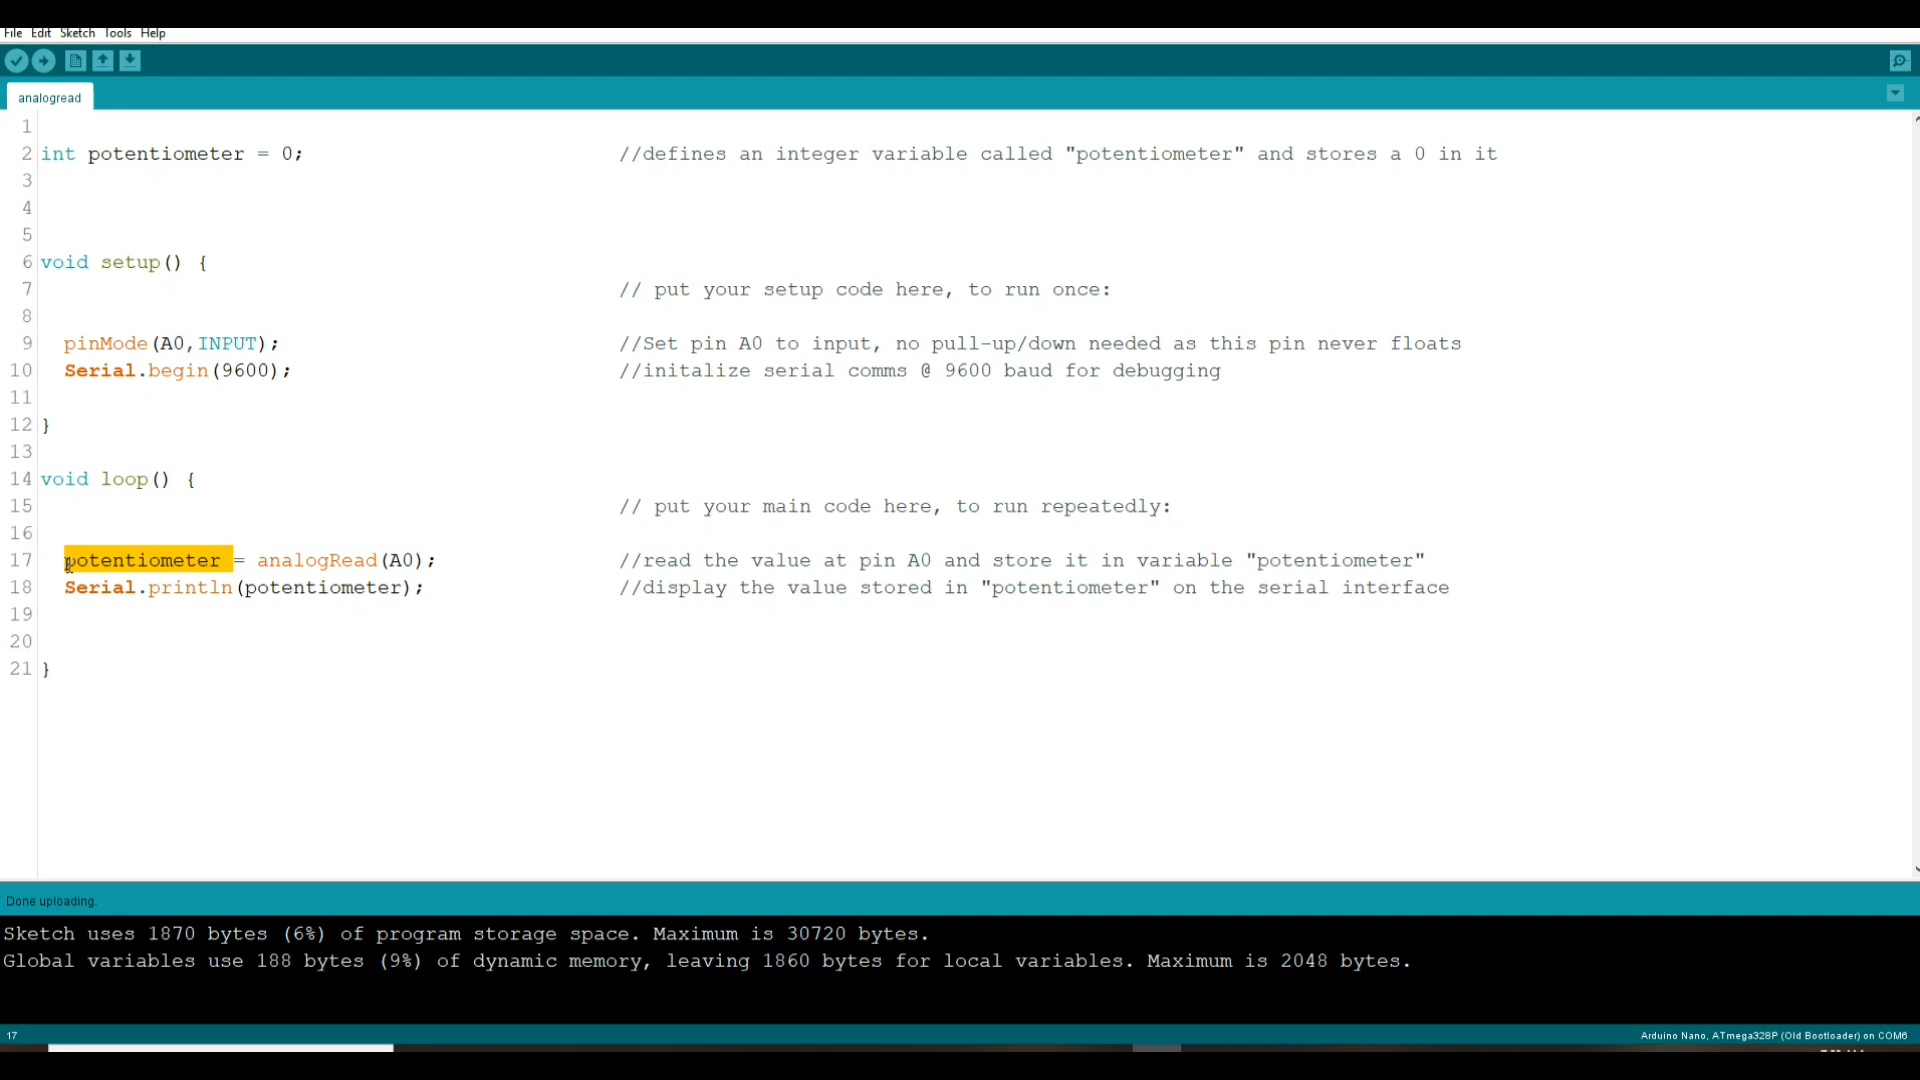 File Edit Sketch Tools Help
analogread
1
2 int potentiometer = 0; //defines an integer variable called "potentiometer" and stores a 0 in it
3
4
5
6 void setup() {
7 // put your setup code here, to run once:
8
9 pinMode(A0,INPUT); //Set pin A0 to input, no pull-up/down needed as this pin never floats
10 Serial.begin(9600); //initalize serial comms @ 9600 baud for debugging
11
12 }
13
14 void loop() {
15 // put your main code here, to run repeatedly:
16
17 potentiometer = analogRead(A0); //read the value at pin A0 and store it in variable "potentiometer"
18 Serial.println(potentiometer); //display the value stored in "potentiometer" on the serial interface
19
20
21 }
Done uploading.
Sketch uses 1870 bytes (6%) of program storage space. Maximum is 30720 bytes.
Global variables use 188 bytes (9%) of dynamic memory, leaving 1860 bytes for local variables. Maximum is 2048 bytes.
17 Arduino Nano, ATmega328P (Old Bootloader) on COM6